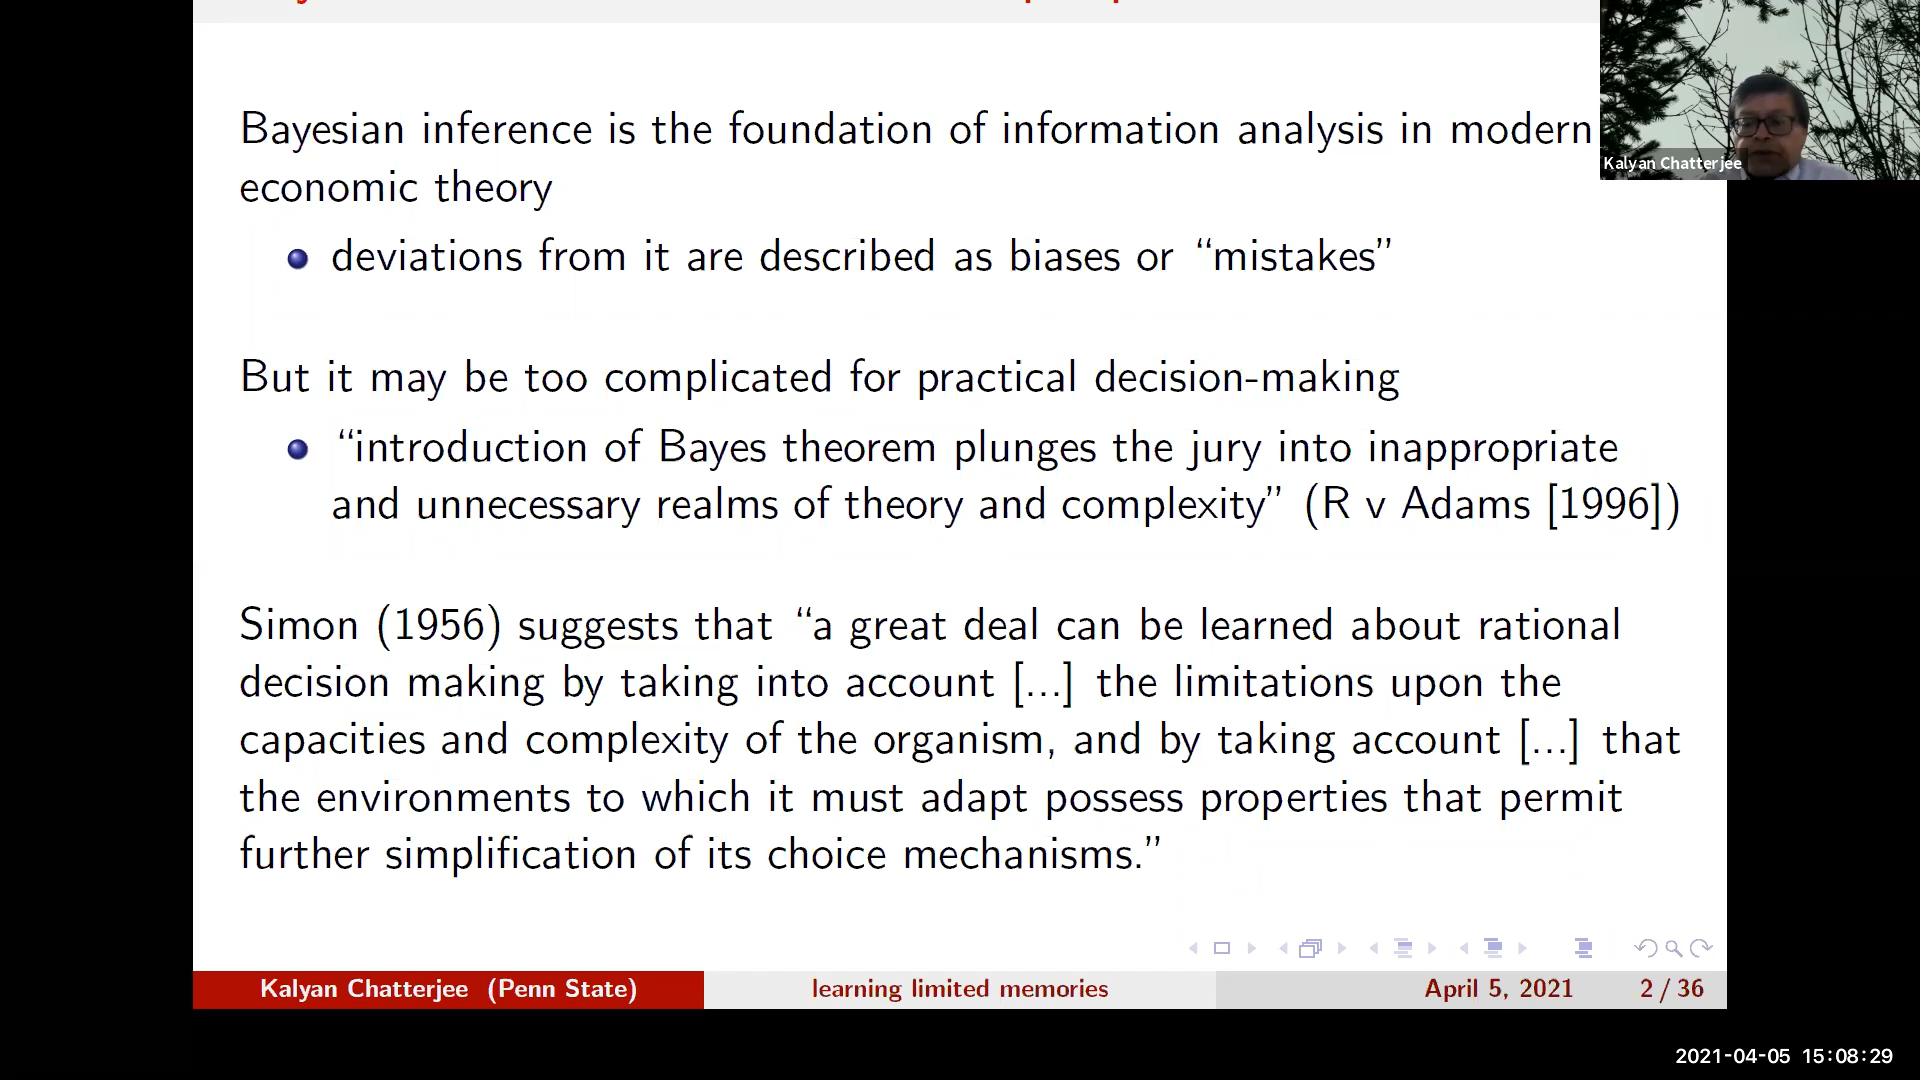 Bayesian inference is the foundation of information analysis in modern
economic theory
deviations from it are described as biases or “mistakes”
But it may be too complicated for practical decision-making
“introduction of Bayes theorem plunges the jury into inappropriate
and unnecessary realms of theory and complexity” (R v Adams [1996])
Simon (1956) suggests that “a great deal can be learned about rational
decision making by taking into account [...] the limitations upon the
capacities and complexity of the organism, and by taking account [...] that
the environments to which it must adapt possess properties that permit
further simplification of its choice mechanisms.”
Kalyan Chatterjee (Penn State)
learning limited memories
April 5, 2021
2 / 36
Kalyan Chatterjee
2021-04-05 15:08:29